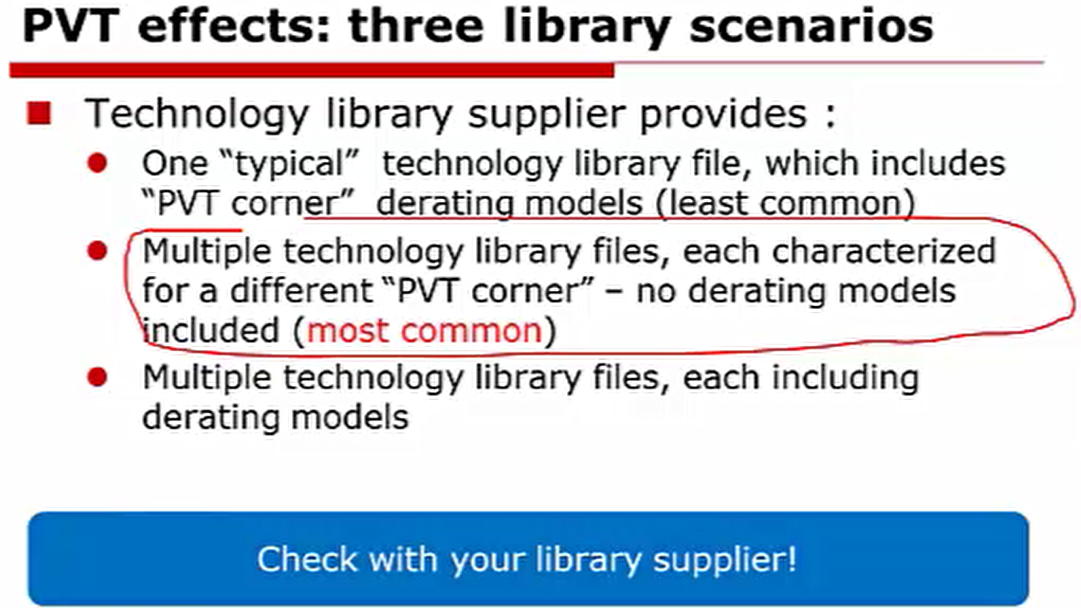 PVT effects: three library scenarios
Technology library supplier provides :
One “typical” technology library file, which includes
“PVT corner” derating models (least common)
Multiple technology library files, each characterized
for a different “PVT corner” – no derating models
included (most common)
Multiple technology library files, each including
derating models
Check with your library supplier!